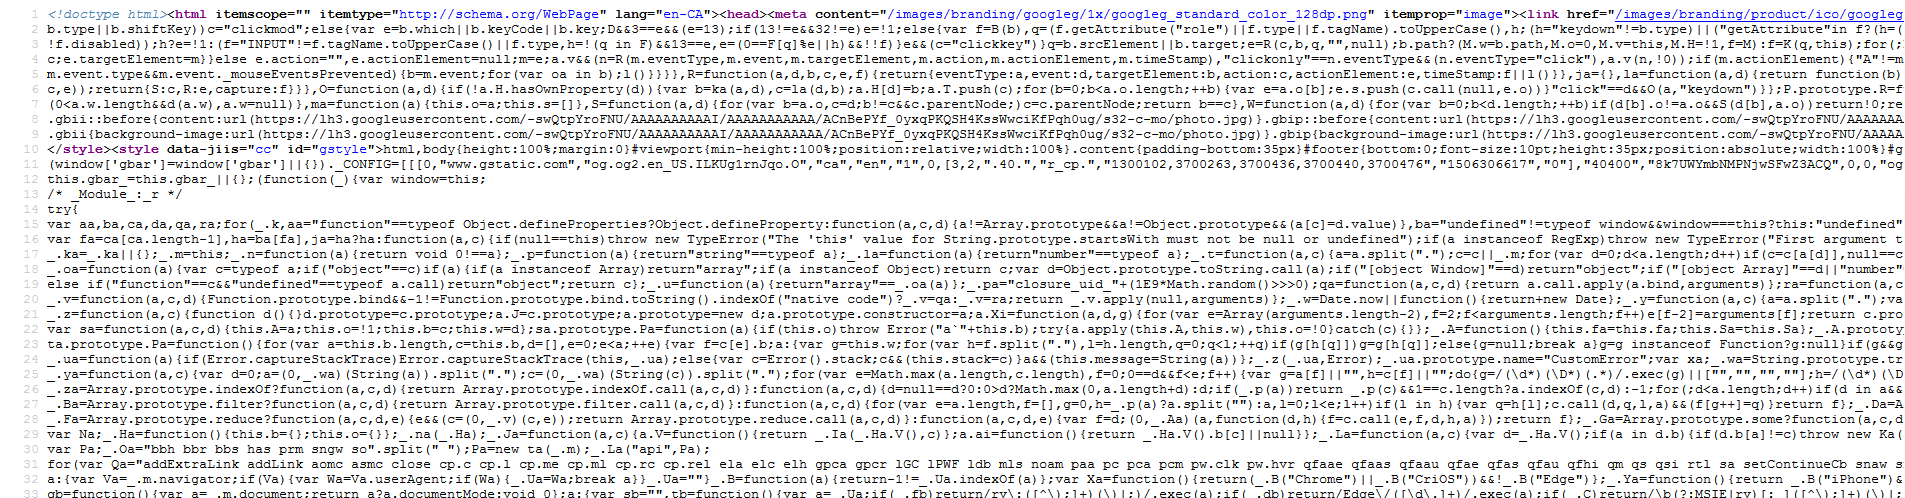 1 <!doctype html><html itemscope="" itemtype="http://schema.org/WebPage" lang="en-CA"><head><meta content="/images/branding/googleg/1x/googleg_standard_color_128dp.png" itemprop="image"><link href="/images/branding/product/ico/googleg
2 b.type||b.shiftKey))c="clickmod";else{var e=b.which||b.keyCode||b.key;D&&3==e&&(e=13);if(13!=e&&32!=e)e=!1;else{var f=B(b),q=(f.getAttribute("role")||f.type||f.tagName).toUpperCase(),h;(h="keydown"!=b.type)||("getAttribute"in f?(h=(
3 !f.disabled));h?e=!1:(f="INPUT"!=f.tagName.toUpperCase()||f.type,h=!(q in F)&&13==e,e=(0==F[q]%e||h)&&!!f)}e&&(c="clickkey")}q=b.srcElement||b.target;e=R(c,b,q,"",null);b.path?(M.w=b.path,M.o=0,M.v=this,M.H=!1,f=M):f=K(q,this);for(;
4 c;e.targetElement=m}}else e.action="",e.actionElement=null;m=e;a.v&&(n=R(m.eventType,m.event,m.targetElement,m.action,m.actionElement,m.timeStamp),"clickonly"==n.eventType&&(n.eventType="click"),a.v(n,!0));if(m.actionElement){"A"!=m
5 m.event.type&&m.event._mouseEventsPrevented){b=m.event;for(var oa in b);l()}}}},R=function(a,d,b,c,e,f){return{eventType:a,event:d,targetElement:b,action:c,actionElement:e,timeStamp:f||l()}},ja={},la=function(a,d){return function(b)
6 c,e));return{S:c,R:e,capture:f}}},O=function(a,d){if(!a.H.hasOwnProperty(d)){var b=ka(a,d),c=la(d,b);a.H[d]=b;a.T.push(c);for(b=0;b<a.o.length;++b){var e=a.o[b];e.s.push(c.call(null,e.o))}"click"==d&&O(a,"keydown")}};P.prototype.R=f
7 (0<a.w.length&&d(a.w),a.w=null)},ma=function(a){this.o=a;this.s=[]},S=function(a,d){for(var b=a.o,c=d;b!=c&&c.parentNode;)c=c.parentNode;return b==c},W=function(a,d){for(var b=0;b<d.length;++b)if(d[b].o!=a.o&&S(d[b],a.o))return!0;re
8 .gbii::before{content:url(https://lh3.googleusercontent.com/-swQtpYroFNU/AAAAAAAAAAI/AAAAAAAAAAA/ACnBePYf_0yxqPKQSH4KssWwciKfPqh0ug/s32-c-mo/photo.jpg)}.gbip::before{content:url(https://lh3.googleusercontent.com/-swQtpYroFNU/AAAAAAA
9 .gbii{background-image:url(https://lh3.googleusercontent.com/-swQtpYroFNU/AAAAAAAAAAI/AAAAAAAAAAA/ACnBePYf_0yxqPKQSH4KssWwciKfPqh0ug/s32-c-mo/photo.jpg)}.gbip{background-image:url(https://lh3.googleusercontent.com/-swQtpYroFNU/AAAAA
10 </style><style data-jiis="cc" id="gstyle">html,body{height:100%;margin:0}#viewport{min-height:100%;position:relative;width:100%}.content{padding-bottom:35px}#footer{bottom:0;font-size:10pt;height:35px;position:absolute;width:100%}#g
11 (window['gbar']=window['gbar']||{})._CONFIG=[[[0,"www.gstatic.com","og.og2.en_US.ILKUg1rnJqo.O","ca","en","1",0,[3,2,".40.","r_cp.","1300102,3700263,3700436,3700440,3700476","1506306617","0"],"40400","8k7UWYmbNMPNjwSFwZ3ACQ",0,0,"og
12 this.gbar_=this.gbar_||{};(function(_){var window=this;
13 /* _Module_:_r */
14 try{
15 var aa,ba,ca,da,qa,ra;for(_.k,aa="function"==typeof Object.defineProperties?Object.defineProperty:function(a,c,d){a!=Array.prototype&&a!=Object.prototype&&(a[c]=d.value)},ba="undefined"!=typeof window&&window===this?this:"undefined"
16 var fa=ca[ca.length-1],ha=ba[fa],ja=ha?ha:function(a,c){if(null==this)throw new TypeError("The 'this' value for String.prototype.startsWith must not be null or undefined");if(a instanceof RegExp)throw new TypeError("First argument t
17 _.ka=_.ka||{};_.m=this;_.n=function(a){return void 0!==a};_.p=function(a){return"string"==typeof a};_.la=function(a){return"number"==typeof a};_.t=function(a,c){a=a.split(".");c=c||_.m;for(var d=0;d<a.length;d++)if(c=c[a[d]],null==c
18 _.oa=function(a){var c=typeof a;if("object"==c)if(a){if(a instanceof Array)return"array";if(a instanceof Object)return c;var d=Object.prototype.toString.call(a);if("[object Window]"==d)return"object";if("[object Array]"==d||"number"
19 else if("function"==c&&"undefined"==typeof a.call)return"object";return c};_.u=function(a){return"array"==_.oa(a)};_.pa="closure_uid_"+(1E9*Math.random()>>>0);qa=function(a,c,d){return a.call.apply(a.bind,arguments)};ra=function(a,c
20 _.v=function(a,c,d){Function.prototype.bind&&-1!=Function.prototype.bind.toString().indexOf("native code")?_.v=qa:_.v=ra;return _.v.apply(null,arguments)};_.w=Date.now||function(){return+new Date};_.y=function(a,c){a=a.split(".");va
21 _.z=function(a,c){function d(){}d.prototype=c.prototype;a.J=c.prototype;a.prototype=new d;a.prototype.constructor=a;a.Xi=function(a,d,g){for(var e=Array(arguments.length-2),f=2;f<arguments.length;f++)e[f-2]=arguments[f];return c.pro
22 var sa=function(a,c,d){this.A=a;this.o=!1;this.b=c;this.w=d};sa.prototype.Pa=function(a){if(this.o)throw Error("a`"+this.b);try{a.apply(this.A,this.w),this.o=!0}catch(c){}};_.A=function(){this.fa=this.fa;this.Sa=this.Sa};_.A.prototy
23 ta.prototype.Pa=function(){for(var a=this.b.length,c=this.b,d=[],e=0;e<a;++e){var f=c[e].b;a:{var g=this.w;for(var h=f.split("."),l=h.length,q=0;q<l;++q)if(g[h[q]])g=g[h[q]];else{g=null;break a}g=g instanceof Function?g:null}if(g&&g
24 _.ua=function(a){if(Error.captureStackTrace)Error.captureStackTrace(this,_.ua);else{var c=Error().stack;c&&(this.stack=c)}a&&(this.message=String(a))};_.z(_.ua,Error);_.ua.prototype.name="CustomError";var xa;_.wa=String.prototype.tr
25 _.ya=function(a,c){var d=0;a=(0,_.wa)(String(a)).split(".");c=(0,_.wa)(String(c)).split(".");for(var e=Math.max(a.length,c.length),f=0;0==d&&f<e;f++){var g=a[f]||"",h=c[f]||"";do{g=/(\d*)(\D*)(.*)/.exec(g)||["","","",""];h=/(\d*)(\D
26 _.za=Array.prototype.indexOf?function(a,c,d){return Array.prototype.indexOf.call(a,c,d)}:function(a,c,d){d=null==d?0:0>d?Math.max(0,a.length+d):d;if(_.p(a))return _.p(c)&&1==c.length?a.indexOf(c,d):-1;for(;d<a.length;d++)if(d in a&&
27 _.Ba=Array.prototype.filter?function(a,c,d){return Array.prototype.filter.call(a,c,d)}:function(a,c,d){for(var e=a.length,f=[],g=0,h=_.p(a)?a.split(""):a,l=0;l<e;l++)if(l in h){var q=h[l];c.call(d,q,l,a)&&(f[g++]=q)}return f};_.Da=A
28 _.Fa=Array.prototype.reduce?function(a,c,d,e){e&&(c=(0,_.v)(c,e));return Array.prototype.reduce.call(a,c,d)}:function(a,c,d,e){var f=d;(0,_.Aa)(a,function(d,h){f=c.call(e,f,d,h,a)});return f};_.Ga=Array.prototype.some?function(a,c,d
29 var Na;_.Ha=function(){this.b={};this.o={}};_.na(_.Ha);_.Ja=function(a,c){a.V=function(){return _.Ia(_.Ha.V(),c)};a.ai=function(){return _.Ha.V().b[c]||null}};_.La=function(a,c){var d=_.Ha.V();if(a in d.b){if(d.b[a]!=c)throw new Ka(
30 var Pa;_.Oa="bbh bbr bbs has prm sngw so".split(" ");Pa=new ta(_.m);_.La("api",Pa);
31 for(var Qa="addExtraLink addLink aomc asmc close cp.c cp.l cp.me cp.ml cp.rc cp.rel ela elc elh gpca gpcr lGC lPWF ldb mls noam paa pc pca pcm pw.clk pw.hvr qfaae qfaas qfaau qfae qfas qfau qfhi qm qs qsi rtl sa setContinueCb snaw s
32 a:{var Va=_.m.navigator;if(Va){var Wa=Va.userAgent;if(Wa){_.Ua=Wa;break a}}_.Ua=""}_.B=function(a){return-1!=_.Ua.indexOf(a)};var Xa=function(){return(_.B("Chrome")||_.B("CriOS"))&&!_.B("Edge")};_.Ya=function(){return _.B("iPhone")&
33 gb=function(){var a=_.m.document;return a?a.documentMode:void 0};a:{var sb="",tb=function(){var a=_.Ua;if(_.fb)return/rv\:([^\);]+)(\)|;)/.exec(a);if(_.db)return/Edge\/([\d\.]+)/.exec(a);if(_.C)return/\b(?:MSIE|rv)[: ]([^\);]+)(\)|;